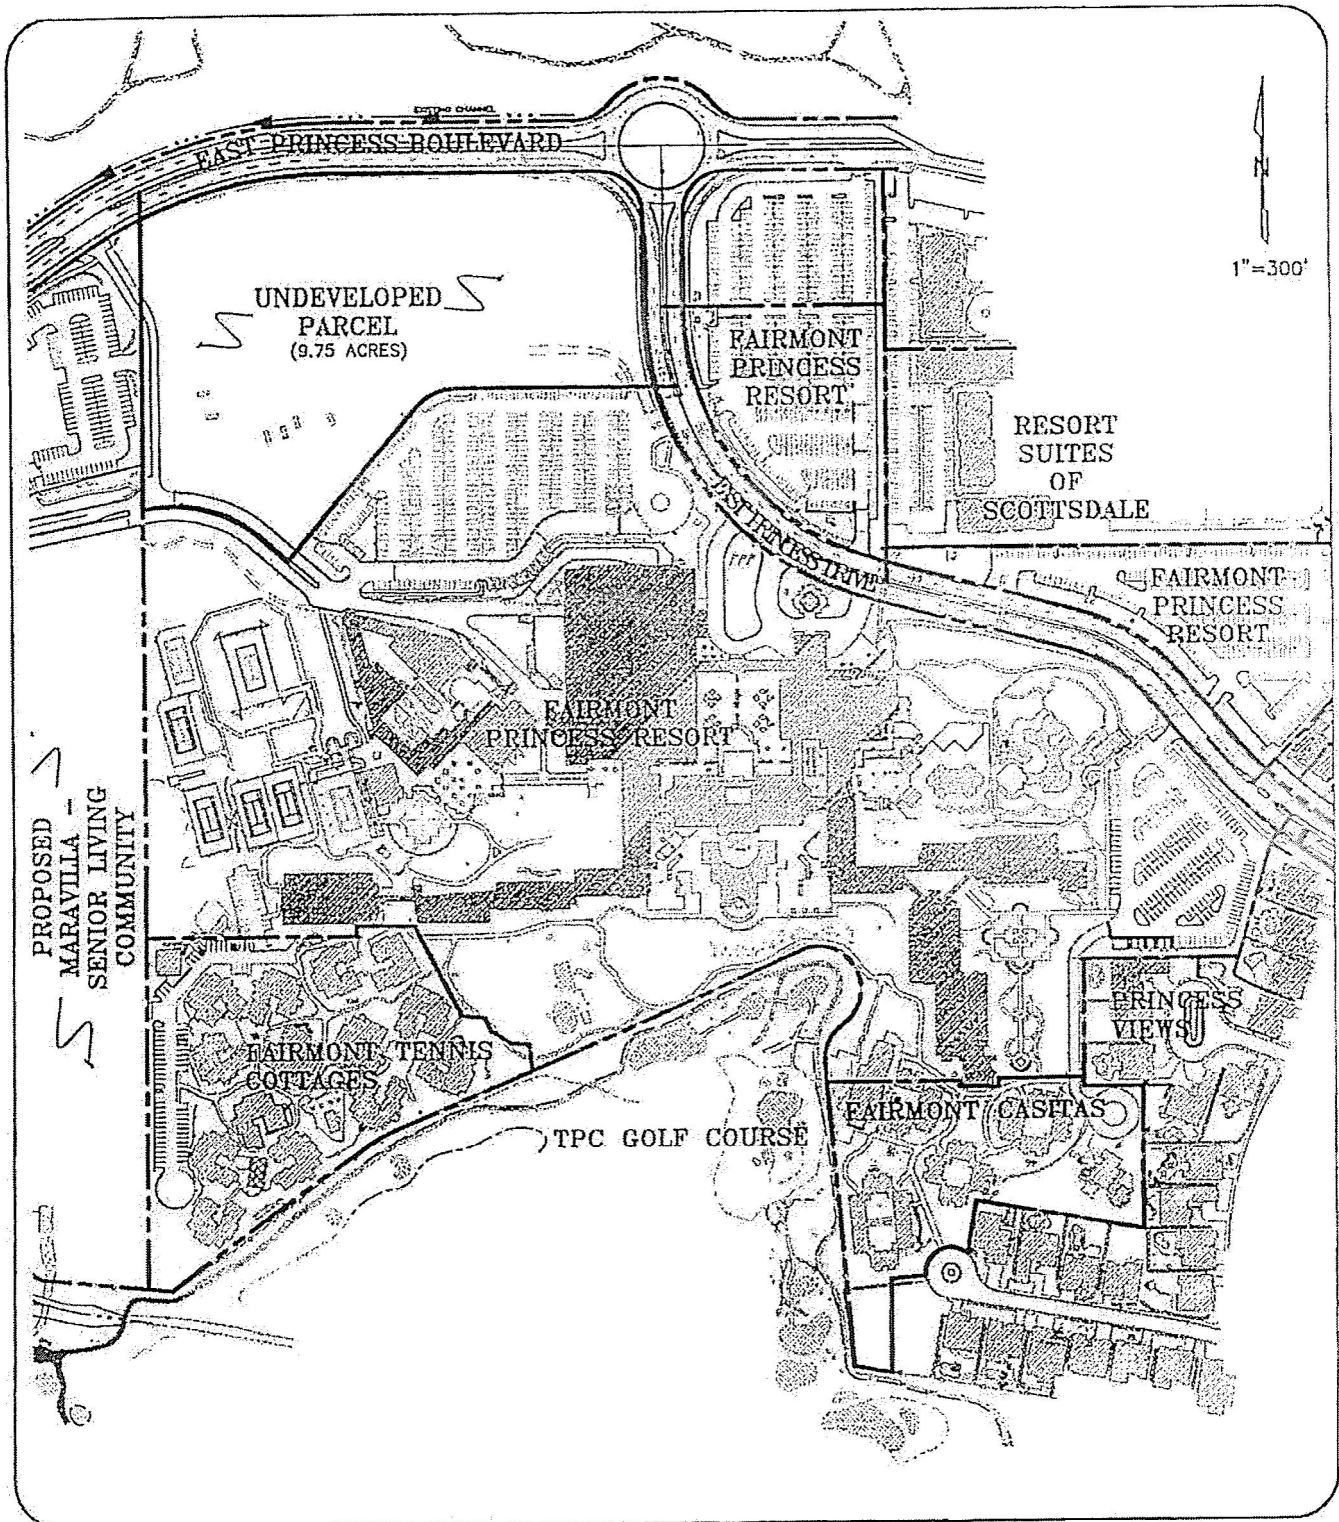 EXISTING CHANNEL
EAST PRINCESS BOULEVARD
N
1"=300'
UNDEVELOPED
PARCEL
(9.75 ACRES)
FAIRMONT
PRINCESS
RESORT
RESORT
SUITES
OF
SCOTTSDALE
EAST PRINCESS DRIVE
FAIRMONT
PRINCESS
RESORT
FAIRMONT
PRINCESS RESORT
PROPOSED
MARAVILLA -
SENIOR LIVING
COMMUNITY
PRINCESS
VIEWS
FAIRMONT TENNIS
COTTAGES
FAIRMONT CASITAS
TPC GOLF COURSE